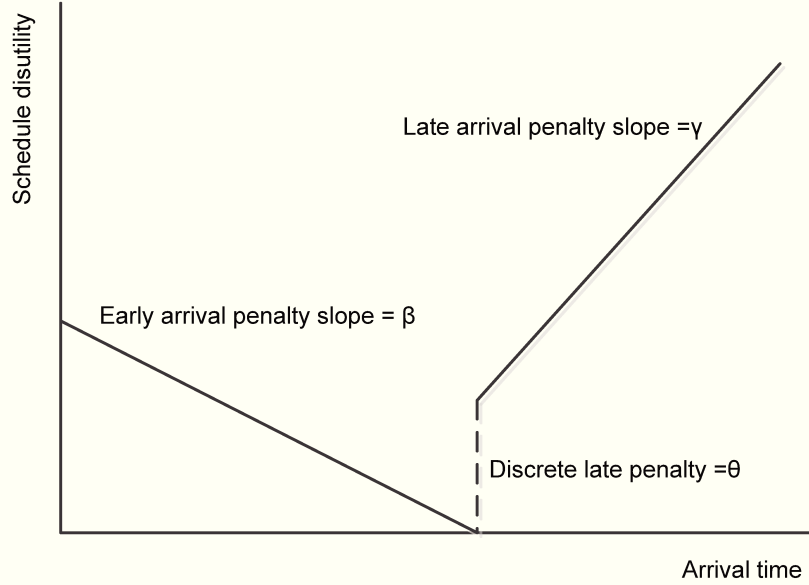 Schedule disutility
Late arrival penalty slope =γ
Early arrival penalty slope = β
Discrete late penalty =θ
Arrival time